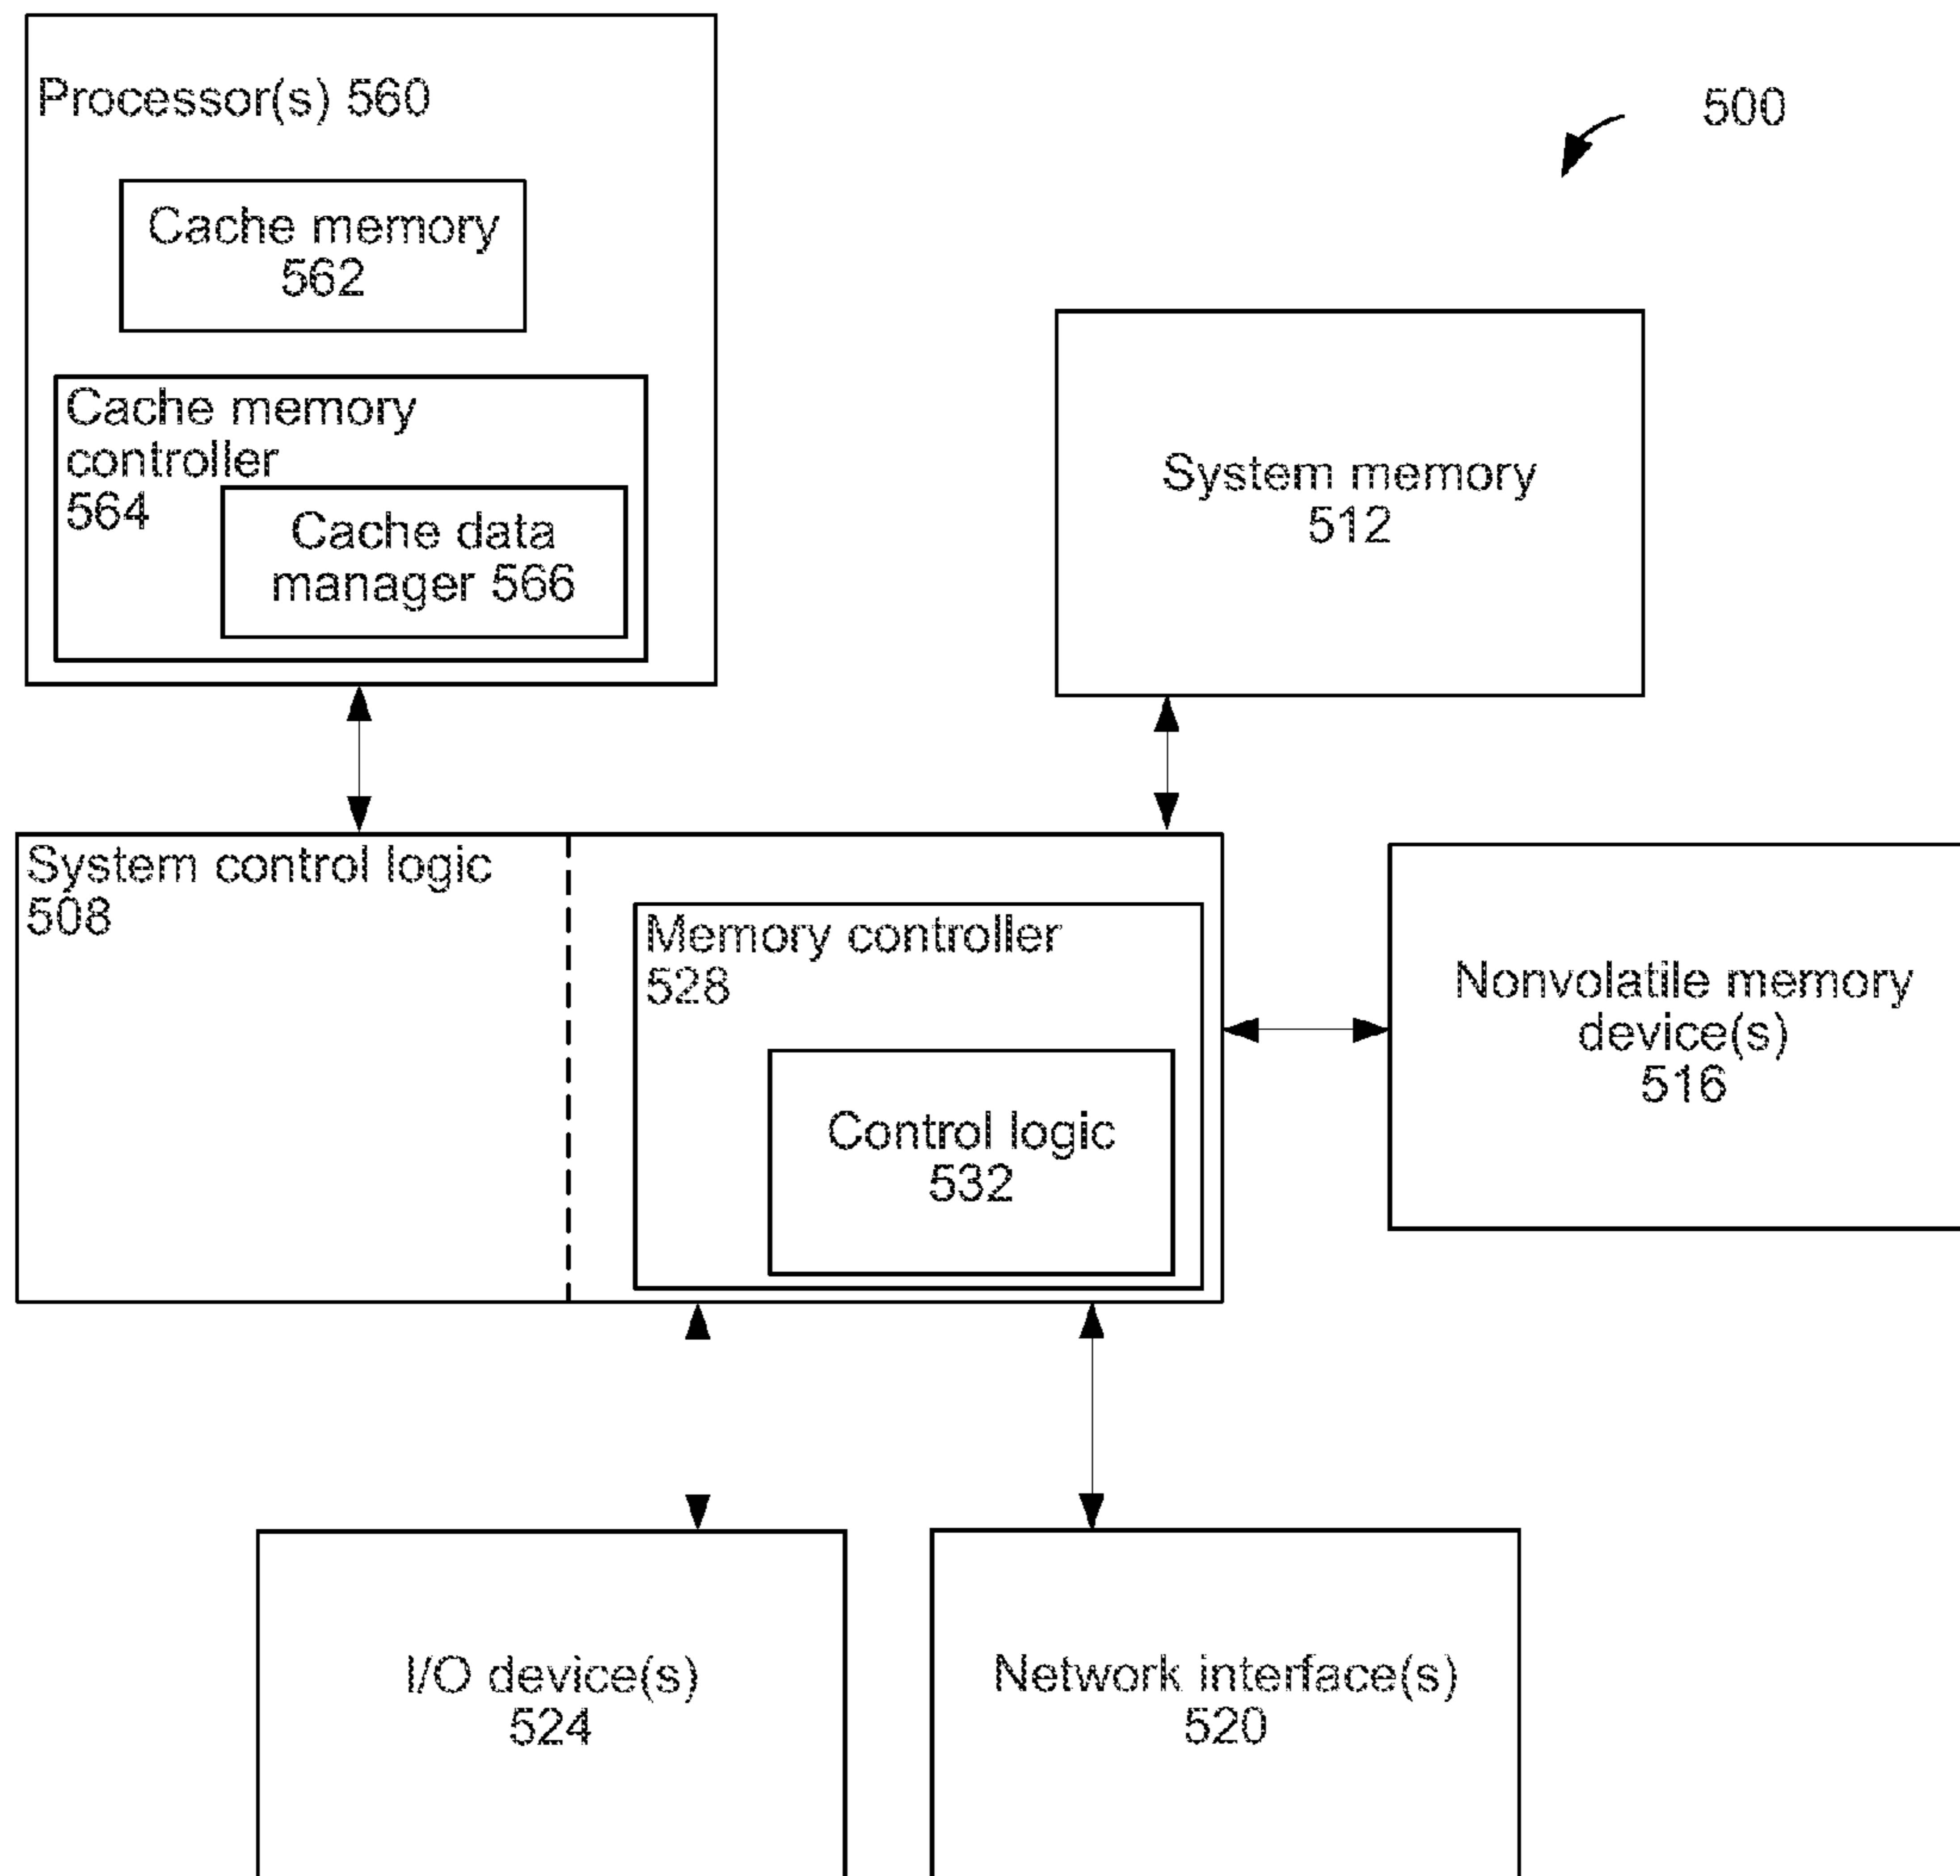 Processor(s) 560
500
Cache memory
562
Cache memory
controller
564
Cache data
manager 566
System memory
512
System control logic
508
Memory controller
528
Control logic
532
Nonvolatile memory
device(s)
516
I/O device(s)
524
Network interface(s)
520